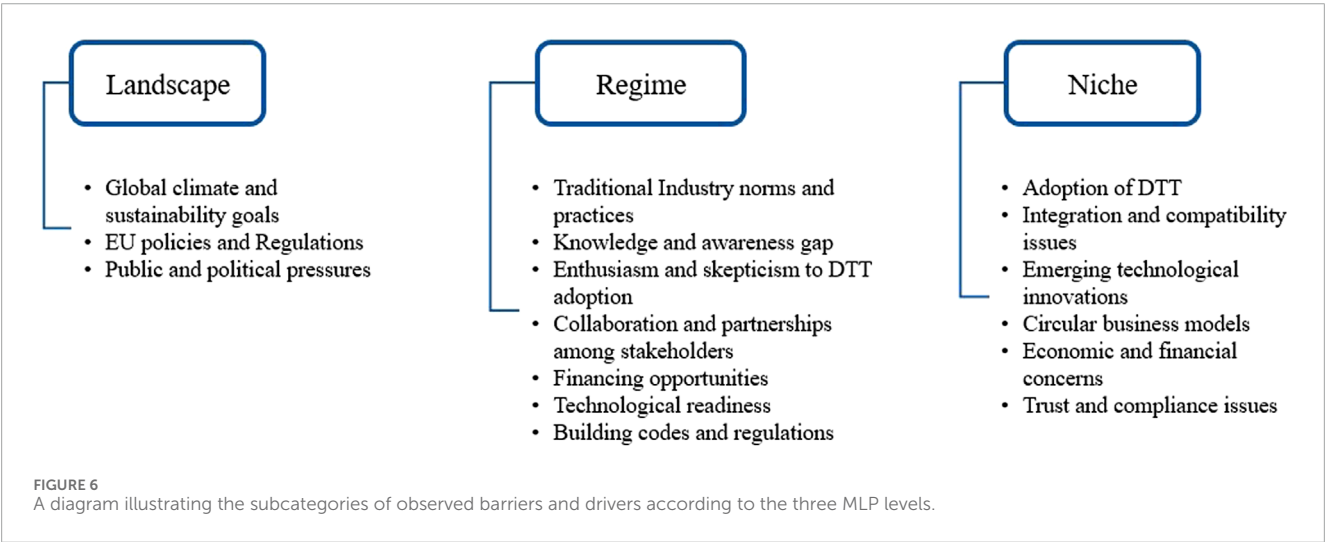 Landscape
• Global climate and
sustainability goals
• EU policies and Regulations
• Public and political pressures
Regime
• Traditional Industry norms and
practices
• Knowledge and awareness gap
• Enthusiasm and skepticism to DTT
adoption
• Collaboration and partnerships
among stakeholders
• Financing opportunities
• Technological readiness
• Building codes and regulations
Niche
• Adoption of DTT
• Integration and compatibility
issues
• Emerging technological
innovations
• Circular business models
• Economic and financial
concerns
• Trust and compliance issues
FIGURE 6
A diagram illustrating the subcategories of observed barriers and drivers according to the three MLP levels.